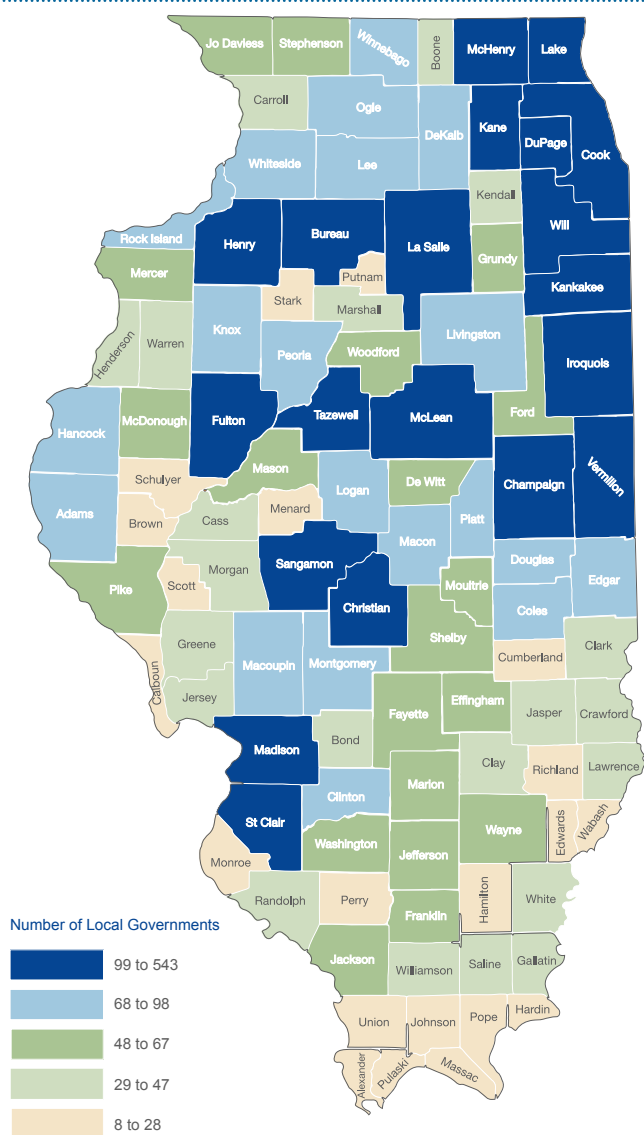 Jo Daviess
Stephenson
Winnebago
Boone
McHenry
Lake
Carroll
Ogle
DeKalb
Kane
DuPage
Cook
Whiteside
Lee
Kendall
Will
Rock Island
Henry
Bureau
La Salle
Grundy
Mercer
Putnam
Kankakee
Stark
Marshall
Henderson
Warren
Knox
Peoria
Livingston
Woodford
Iroquois
Hancock
McDonough
Fulton
Tazewell
McLean
Ford
Schulyer
Mason
Logan
De Witt
Champaign
Vermilion
Adams
Brown
Cass
Menard
Piatt
Macon
Sangamon
Douglas
Edgar
Pike
Scott
Morgan
Christian
Moultrie
Coles
Shelby
Greene
Macoupin
Montgomery
Cumberland
Clark
Calhoun
Jersey
Fayette
Effingham
Jasper
Crawford
Madison
Bond
Clay
Richland
Lawrence
Marion
Clinton
St Clair
Wayne
Edwards
Wabash
Washington
Jefferson
Monroe
Randolph
Perry
Hamilton
White
Franklin
Number of Local Governments
Jackson
Williamson
Saline
Gallatin
99 to 543
68 to 98
Union
Johnson
Pope
Hardin
48 to 67
Alexander
Pulaski
Massac
29 to 47
8 to 28